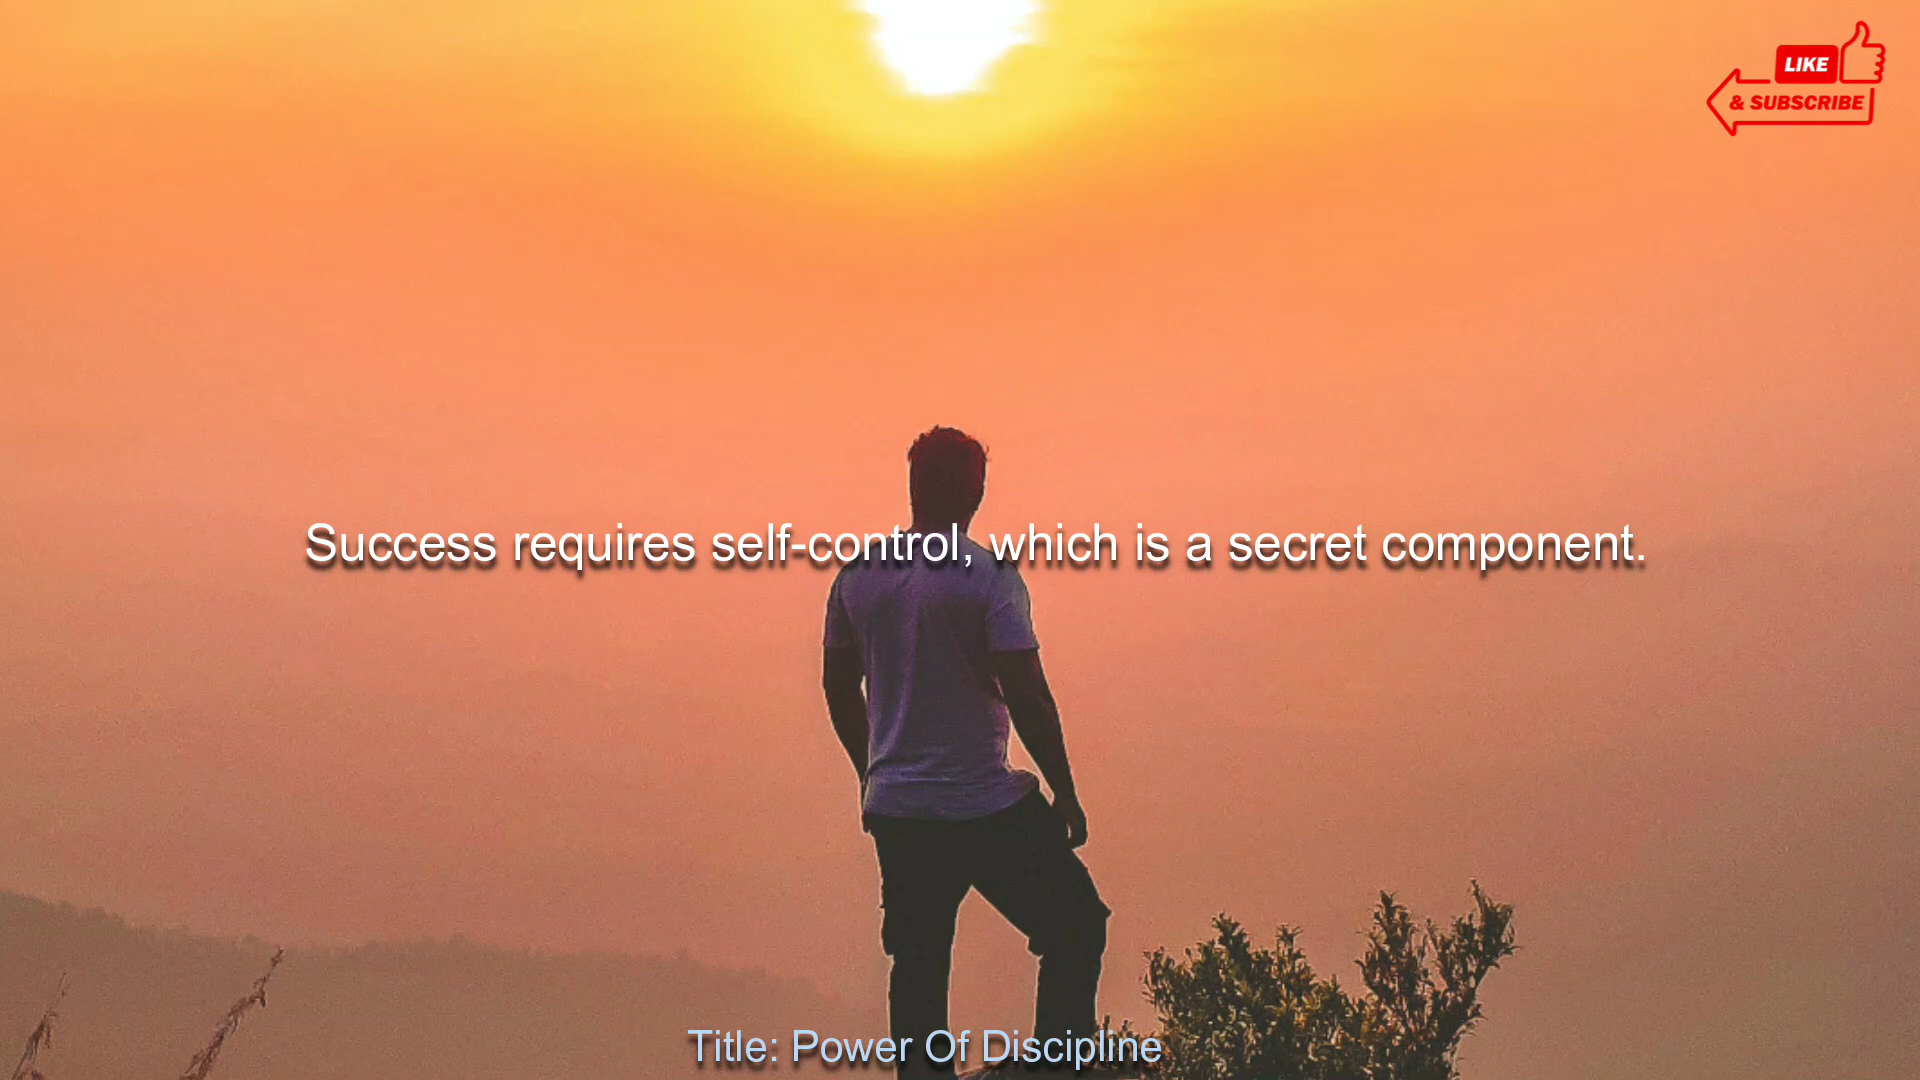 LIKE
& SUBSCRIBE
Success requires self-control, which is a secret component.
Title: Power Of Discipline